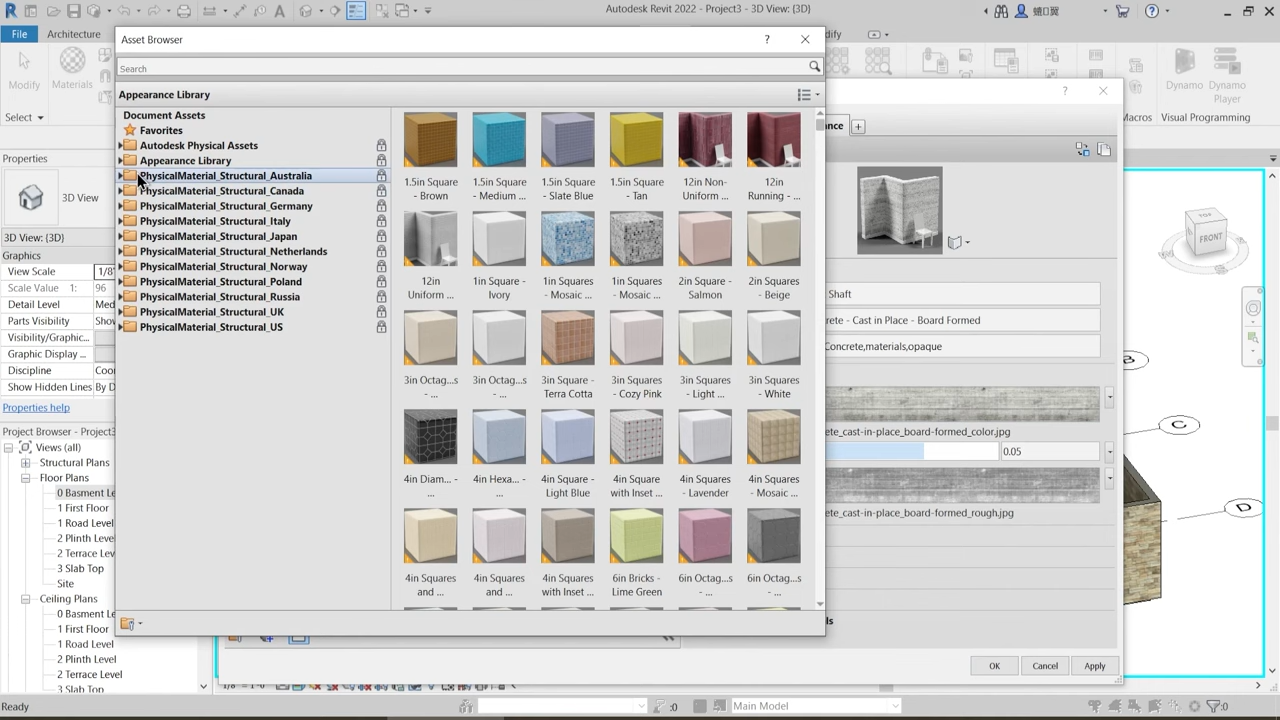 Autodesk Revit 2022 - Project3 - 3D View: {3D}
File
Architecture
Modify
Materials
Select
Dynamo
Dynamo Player
Macros
Visual Programming
Properties
3D View
3D View: {3D}
Graphics
View Scale
1/8"
Scale Value 1:
96
Detail Level
Med
Parts Visibility
Visibility/Graphic...
Graphic Display ...
Discipline
Show Hidden Lines
By D
Properties help
Project Browser - Project3
Views (all)
Structural Plans
Floor Plans
0 Basment Le
1 First Floor
1 Road Level
2 Plinth Level
2 Terrace Level
3 Slab Top
Site
Ceiling Plans
0 Basment Le
1 First Floor
1 Road Level
2 Plinth Level
2 Terrace Level
3 Slab Top
Asset Browser
?
Search
Appearance Library
Document Assets
Favorites
Autodesk Physical Assets
Appearance Library
PhysicalMaterial_Structural_Australia
PhysicalMaterial_Structural_Canada
PhysicalMaterial_Structural_Germany
PhysicalMaterial_Structural_Italy
PhysicalMaterial_Structural_Japan
PhysicalMaterial_Structural_Netherlands
PhysicalMaterial_Structural_Norway
PhysicalMaterial_Structural_Poland
PhysicalMaterial_Structural_Russia
PhysicalMaterial_Structural_UK
PhysicalMaterial_Structural_US
1.5in Square - Brown
1.5in Square - Medium ...
1.5in Square - Slate Blue
1.5in Square - Tan
12in Non-Uniform ...
12in Running - ...
12in Uniform ...
1in Square - Ivory
1in Square - Mosaic ...
1in Square - Mosaic ...
2in Square - Salmon
2in Squares - Beige
3in Octag...s - ...
3in Octag...s - ...
3in Square - Terra Cotta
3in Squares - Cozy Pink
3in Squares - Light ...
3in Squares - White
4in Diam... - ...
4in Hexa... - ...
4in Square - Light Blue
4in Square with Inset ...
4in Squares - Lavender
4in Squares - Mosaic ...
4in Squares and ...
4in Squares and ...
4in Squares with Inset ...
6in Bricks - Lime Green
6in Octag...s - ...
6in Octag...s - ...
?
Shaft
rete - Cast in Place - Board Formed
Concrete,materials,opaque
ete_cast-in-place_board-formed_color.jpg
0.05
ete_cast-in-place_board-formed_rough.jpg
OK
Cancel
Apply
TOP
FRONT
B
C
D
Ready
:0
Main Model
:0